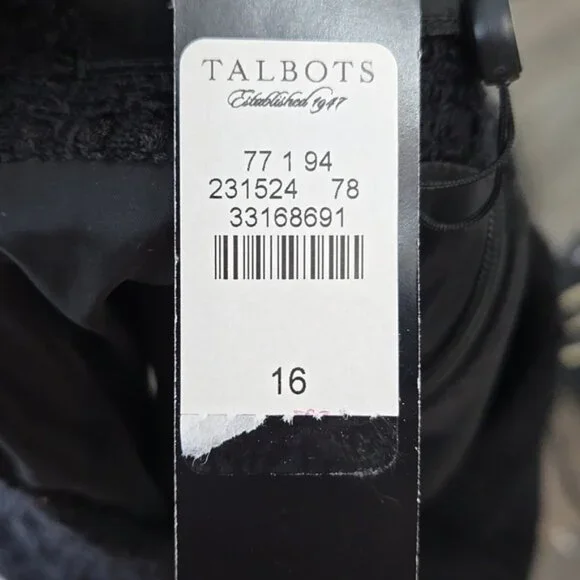 TALBOTS
Established 1947
77 1 94
231524 78
33168691
16